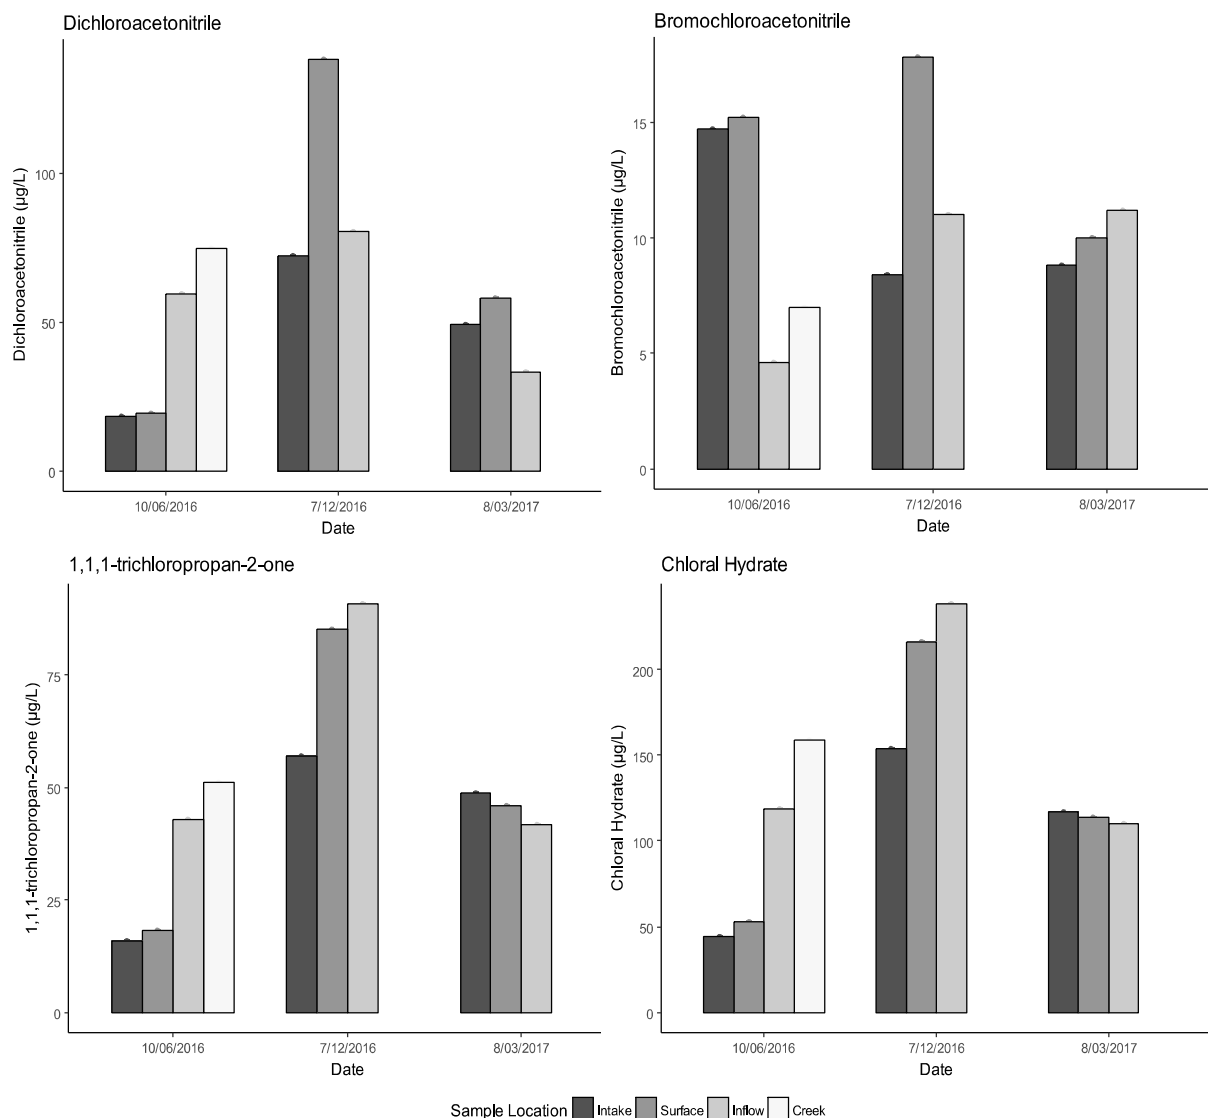 Dichloroacetonitrile
Dichloroacetonitrile (µg/L)
100
50
0
10/06/2016 7/12/2016 8/03/2017
Date
Bromochloroacetonitrile
Bromochloroacetonitrile (µg/L)
15
10
5
0
10/06/2016 7/12/2016 8/03/2017
Date
1,1,1-trichloropropan-2-one
1,1,1-trichloropropan-2-one (µg/L)
75
50
25
0
10/06/2016 7/12/2016 8/03/2017
Date
Chloral Hydrate
Chloral Hydrate (µg/L)
200
150
100
50
0
10/06/2016 7/12/2016 8/03/2017
Date
Sample Location Intake Surface Inflow Creek